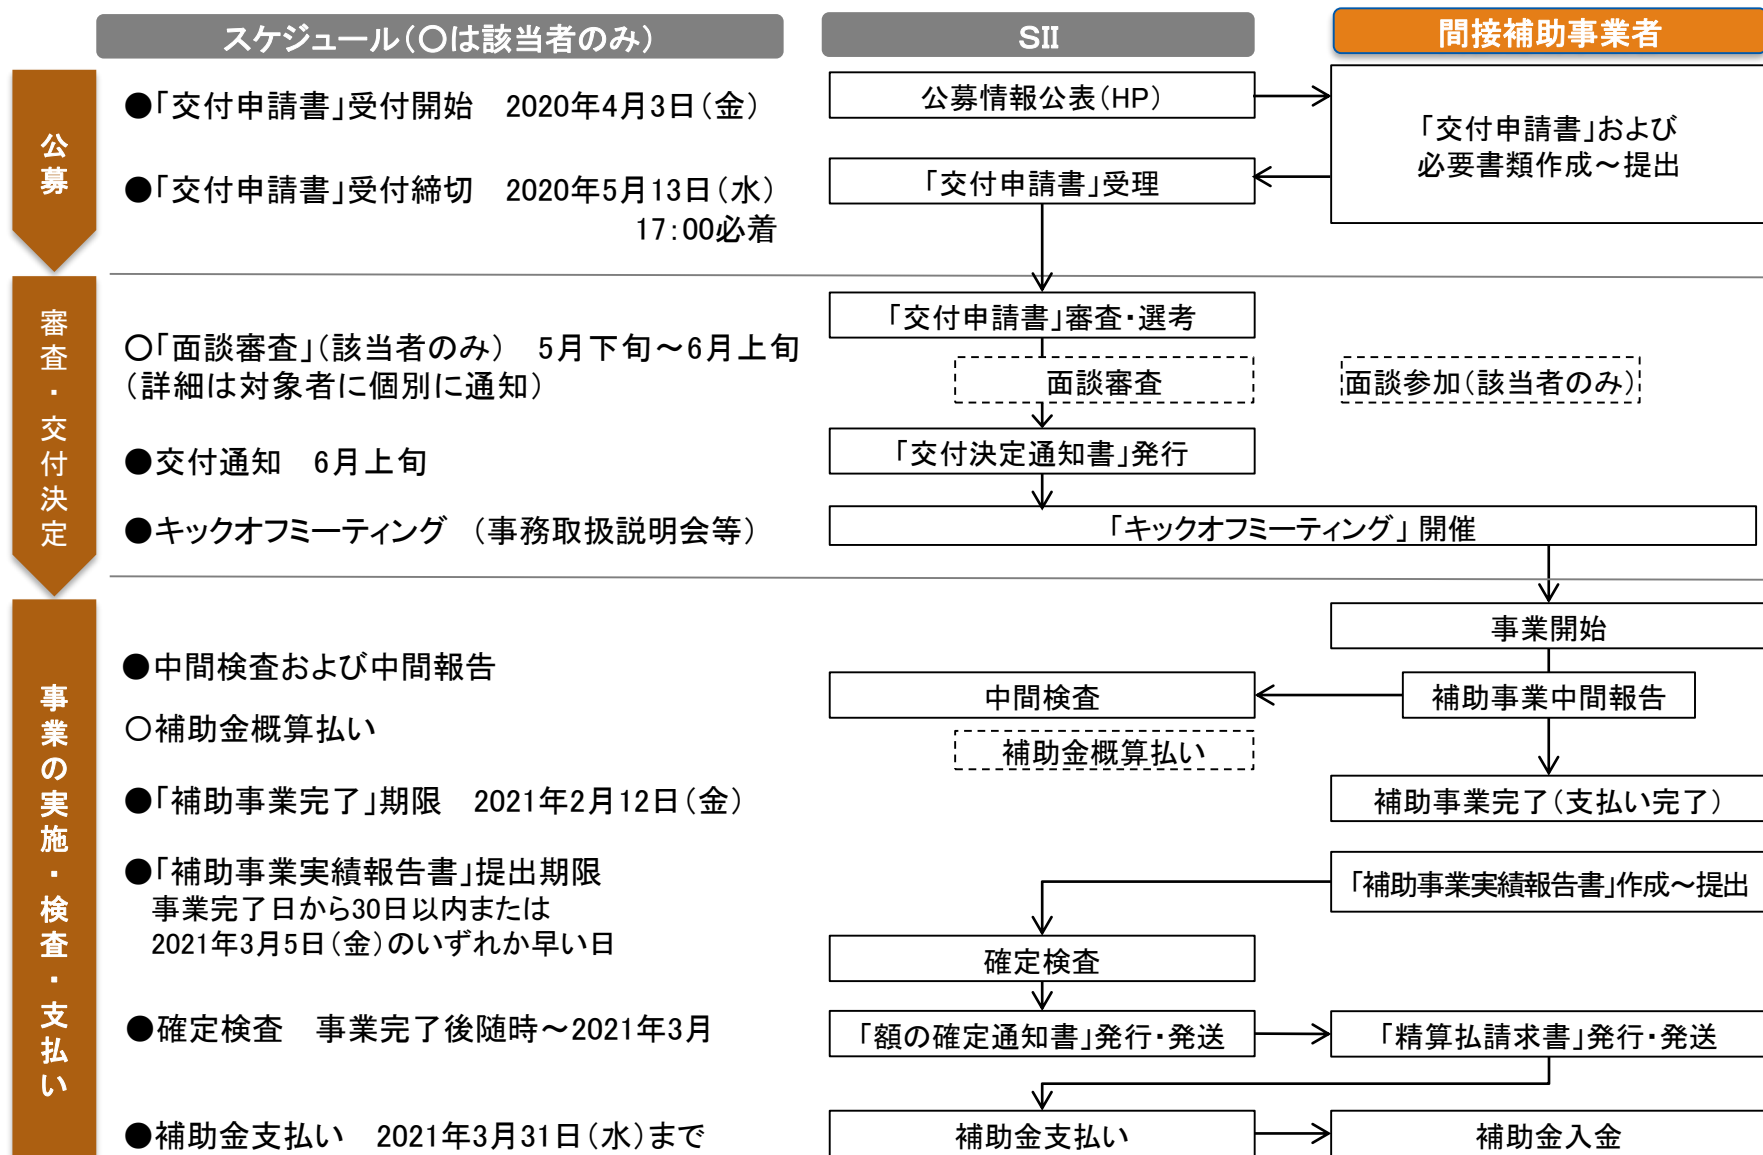 スケジュール(〇は該当者のみ)
SII
間接補助事業者
公募
●「交付申請書」受付開始　2020年4月3日(金)
公募情報公表(HP)
「交付申請書」および
必要書類作成～提出
●「交付申請書」受付締切　2020年5月13日(水)
17:00必着
「交付申請書」受理
審査・交付決定
「交付申請書」審査・選考
〇「面談審査」(該当者のみ)　5月下旬～6月上旬
(詳細は対象者に個別に通知)
面談審査
面談参加(該当者のみ)
●交付通知　6月上旬
「交付決定通知書」発行
●キックオフミーティング　(事務取扱説明会等)
「キックオフミーティング」 開催
事業の実施・検査・支払い
事業開始
●中間検査および中間報告
中間検査
補助事業中間報告
〇補助金概算払い
補助金概算払い
●「補助事業完了」期限　2021年2月12日(金)
補助事業完了(支払い完了)
●「補助事業実績報告書」提出期限
事業完了日から30日以内または
2021年3月5日(金)のいずれか早い日
「補助事業実績報告書」作成～提出
確定検査
●確定検査　事業完了後随時～2021年3月
「額の確定通知書」発行・発送
「精算払請求書」発行・発送
●補助金支払い　2021年3月31日(水)まで
補助金支払い
補助金入金